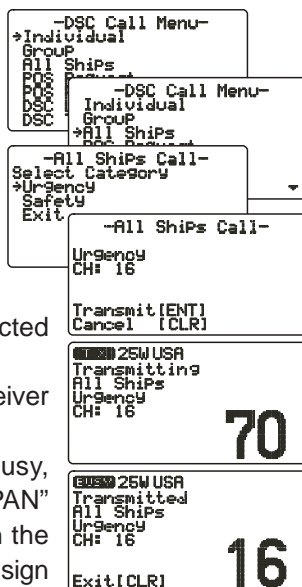 -DSC Call Menu-
→Individual
Group
All Ships
POS
POS
DSC
DSC
-DSC Call Menu-
Individual
Group
→All Ships
-All Ships Call-
Select Category
→Urgency
Safety
Exit
-All Ships Call-
Urgency
CH: 16
Transmit[ENT]
Cancel [CLR]
cted
eiver
usy,
PAN”
n the
sign
25W USA
Transmitting
All Ships
Urgency
CH: 16
70
BUSY 25W USA
Transmitted
All Ships
Urgency
CH: 16
16
Exit[CLR]